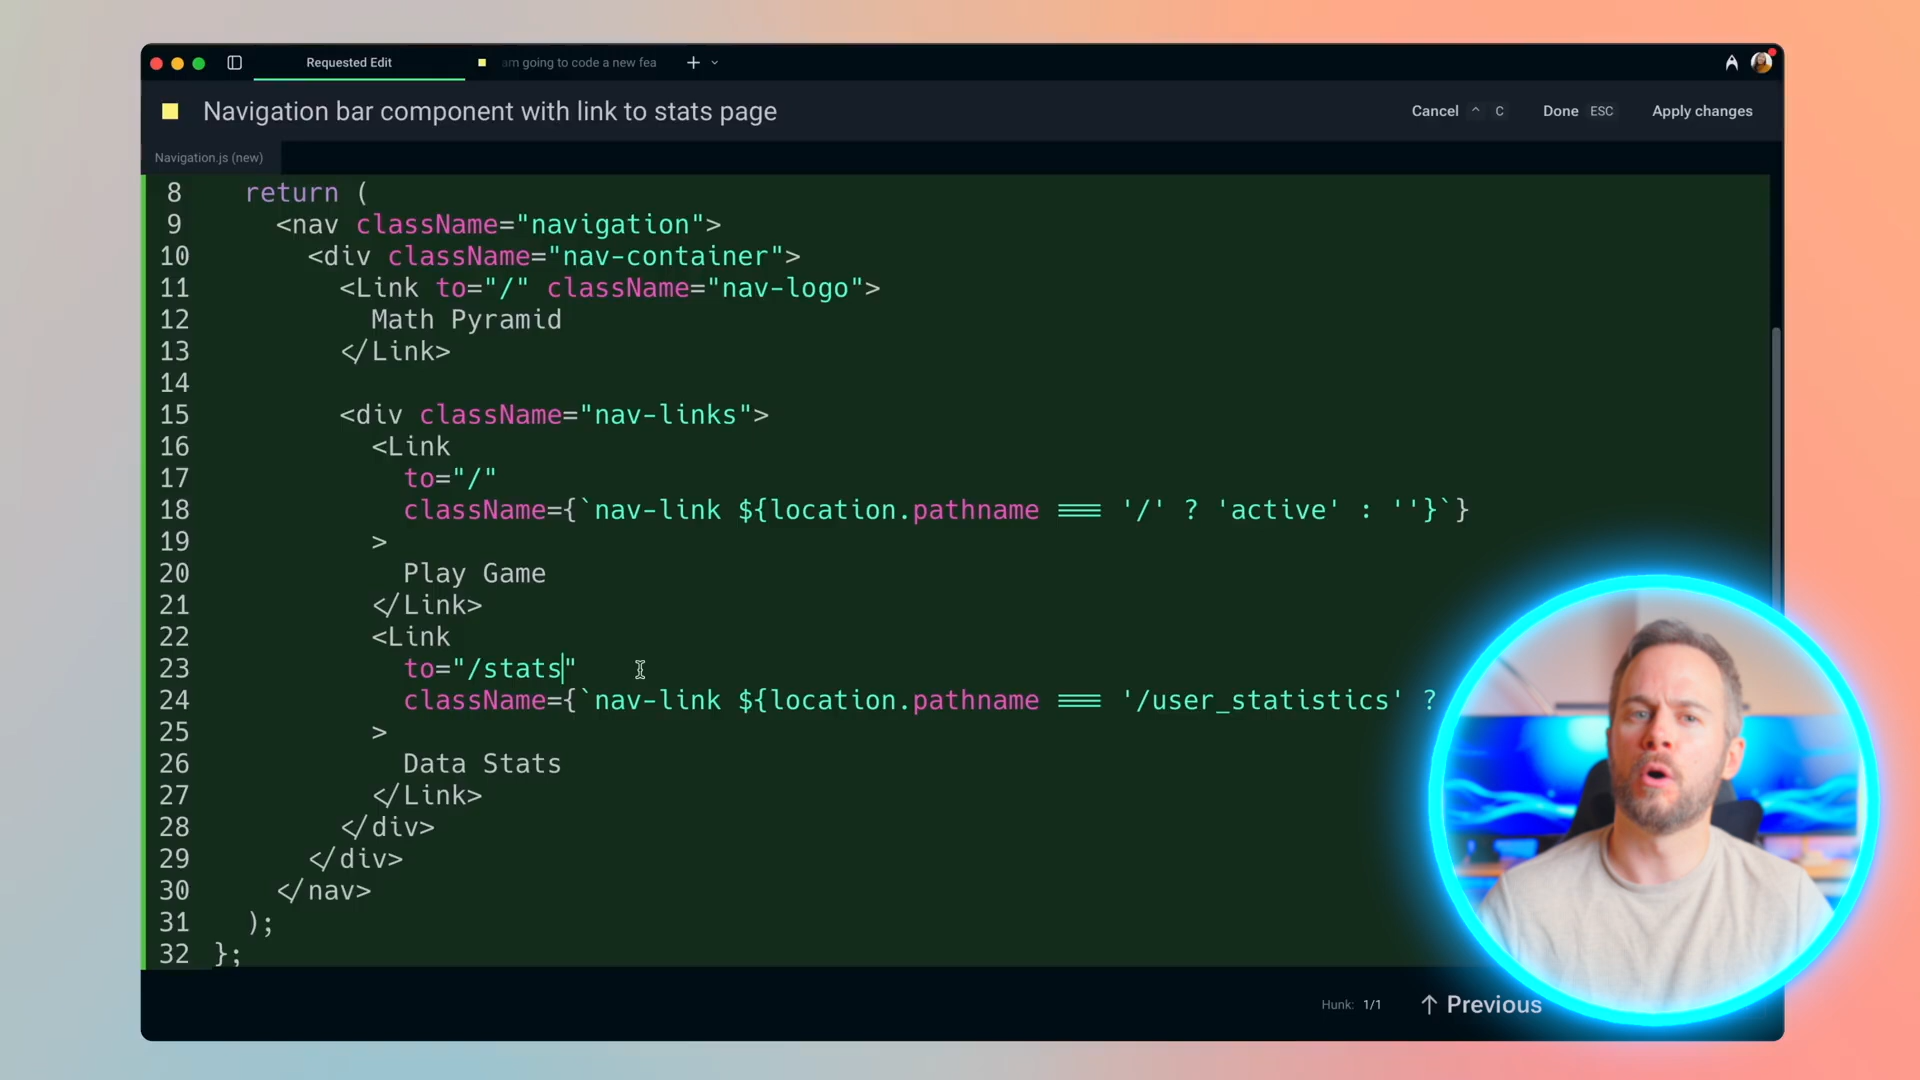 Requested Edit
am going to code a new fea
Navigation bar component with link to stats page
Cancel ^ C
Done ESC
Apply changes
Navigation.js (new)
8 return (
9 <nav className="navigation">
10 <div className="nav-container">
11 <Link to="/" className="nav-logo">
12 Math Pyramid
13 </Link>
14
15 <div className="nav-links">
16 <Link
17 to="/"
18 className={`nav-link ${location.pathname === '/' ? 'active' : ''}`}
19 >
20 Play Game
21 </Link>
22 <Link
23 to="/stats"
24 className={`nav-link ${location.pathname === '/user_statistics' ?
25 >
26 Data Stats
27 </Link>
28 </div>
29 </div>
30 </nav>
31 );
32 };
Hunk: 1/1
↑ Previous